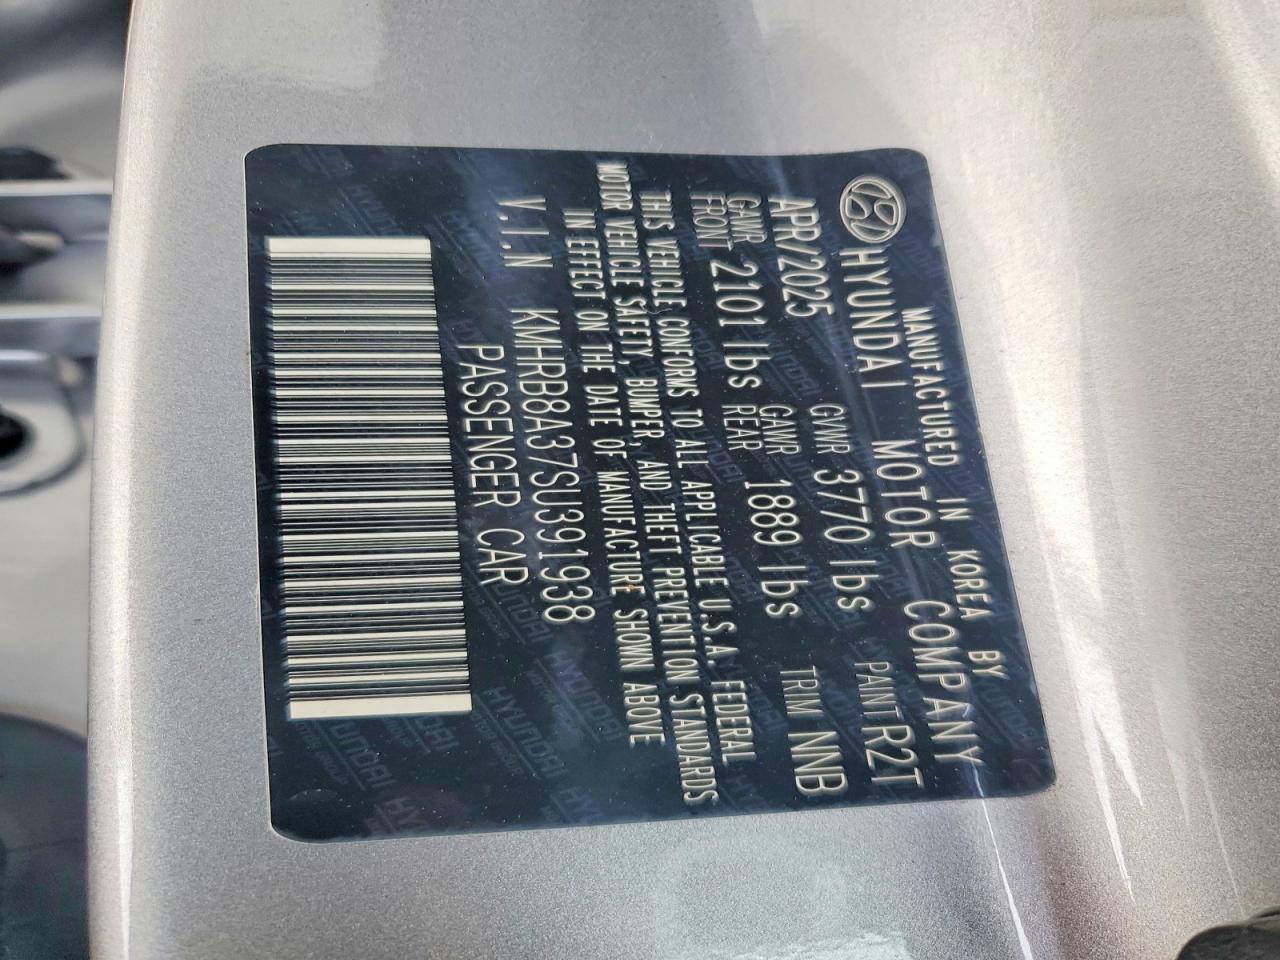 MANUFACTURED IN KOREA BY
HYUNDAI MOTOR COMPANY
APR/2025 GVWR 3770 lbs PAINT R2T
GAWR FRONT 2101 lbs GAWR REAR 1889 lbs TRIM NNB
THIS VEHICLE CONFORMS TO ALL APPLICABLE U.S.A. FEDERAL
MOTOR VEHICLE SAFETY, BUMPER, AND THEFT PREVENTION STANDARDS
IN EFFECT ON THE DATE OF MANUFACTURE SHOWN ABOVE
V.I.N KMHRB8A37SU391938
PASSENGER CAR